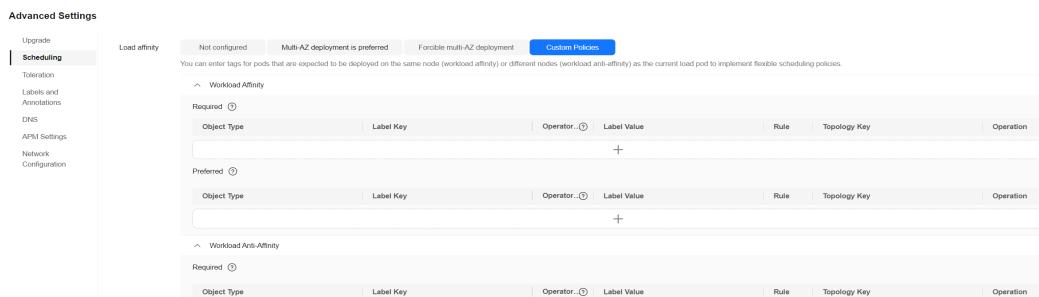 Advanced Settings
Upgrade
Scheduling
Toleration
Labels and
Annotations
DNS
APM Settings
Network
Configuration
Load affinity
Not configured
Multi-AZ deployment is preferred
Forcible multi-AZ deployment
Custom Policies
You can enter tags for pods that are expected to be deployed on the same node (workload affinity) or different nodes (workload anti-affinity) as the current load pod to implement flexible scheduling policies.
Workload Affinity
Required
Object Type Label Key Operator... Label Value Rule Topology Key Operation
Preferred
Object Type Label Key Operator... Label Value Rule Topology Key Operation
Workload Anti-Affinity
Required
Object Type Label Key Operator... Label Value Rule Topology Key Operation